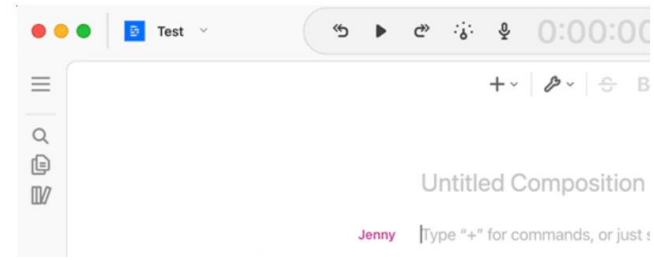 Test
0:00:00
B
Untitled Composition
Jenny
Type "+" for commands, or just s